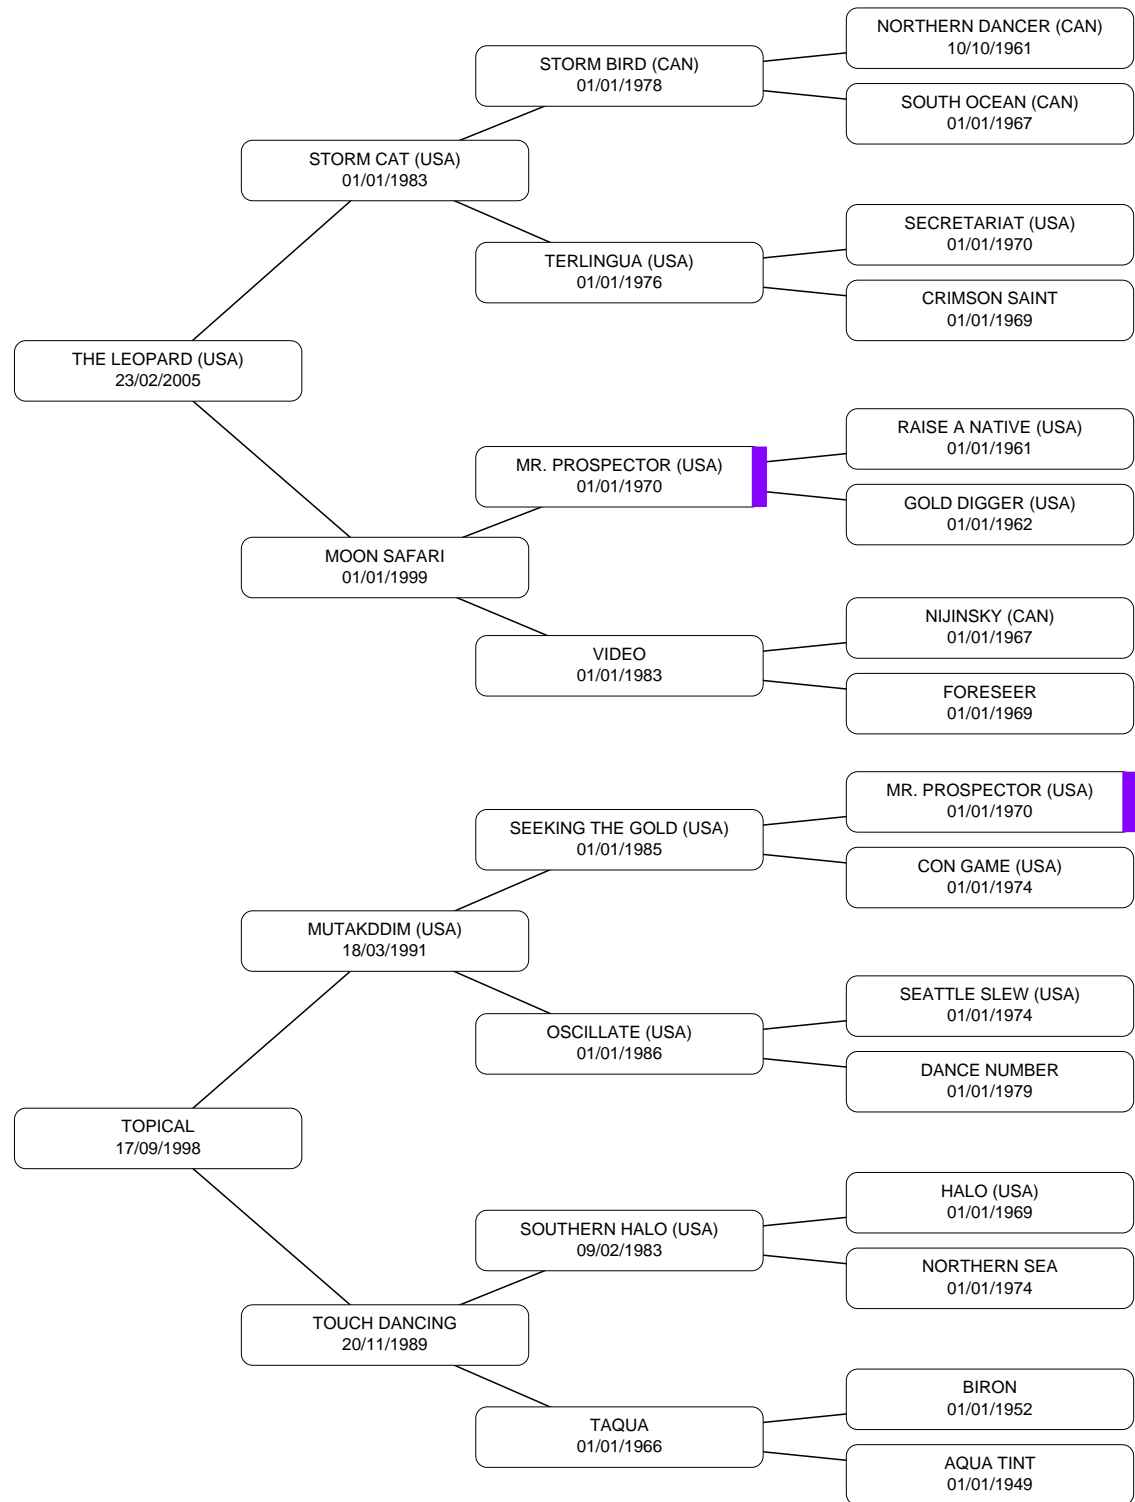 NORTHERN DANCER (CAN)
10/10/1961
STORM BIRD (CAN)
01/01/1978
SOUTH OCEAN (CAN)
01/01/1967
STORM CAT (USA)
01/01/1983
SECRETARIAT (USA)
01/01/1970
TERLINGUA (USA)
01/01/1976
CRIMSON SAINT
01/01/1969
THE LEOPARD (USA)
23/02/2005
RAISE A NATIVE (USA)
01/01/1961
MR. PROSPECTOR (USA)
01/01/1970
GOLD DIGGER (USA)
01/01/1962
MOON SAFARI
01/01/1999
NIJINSKY (CAN)
01/01/1967
VIDEO
01/01/1983
FORESEER
01/01/1969
MR. PROSPECTOR (USA)
01/01/1970
SEEKING THE GOLD (USA)
01/01/1985
CON GAME (USA)
01/01/1974
MUTAKDDIM (USA)
18/03/1991
SEATTLE SLEW (USA)
01/01/1974
OSCILLATE (USA)
01/01/1986
DANCE NUMBER
01/01/1979
TOPICAL
17/09/1998
HALO (USA)
01/01/1969
SOUTHERN HALO (USA)
09/02/1983
NORTHERN SEA
01/01/1974
TOUCH DANCING
20/11/1989
BIRON
01/01/1952
TAQUA
01/01/1966
AQUA TINT
01/01/1949